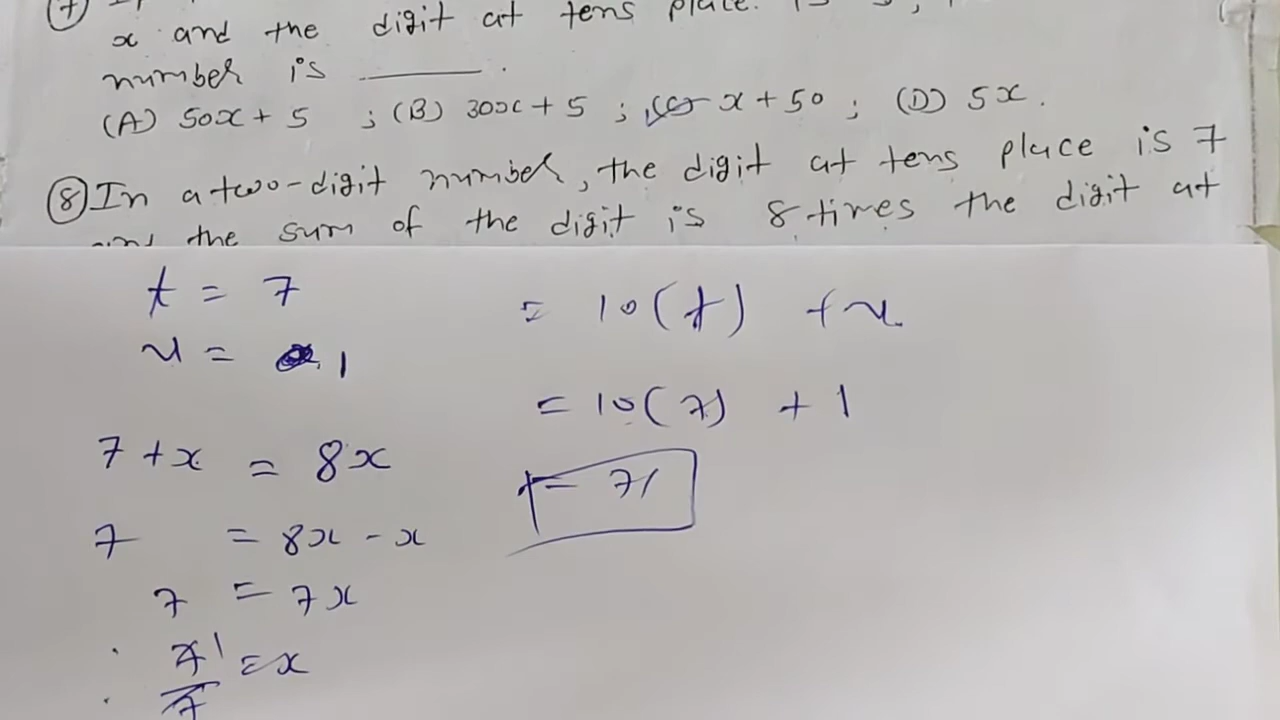 x and the digit at tens place
number is ______ .
(A) 50x + 5 ; (B) 30x + 5 ; (C) x + 50 ; (D) 5x .
⑧ In a two-digit number, the digit at tens place is 7
the sum of the digit is 8 times the digit at
t = 7
u = 1
7 + x = 8x
7 = 8x - x
7 = 7x
7/7 = x
= 10(t) + u
= 10(7) + 1
= 71